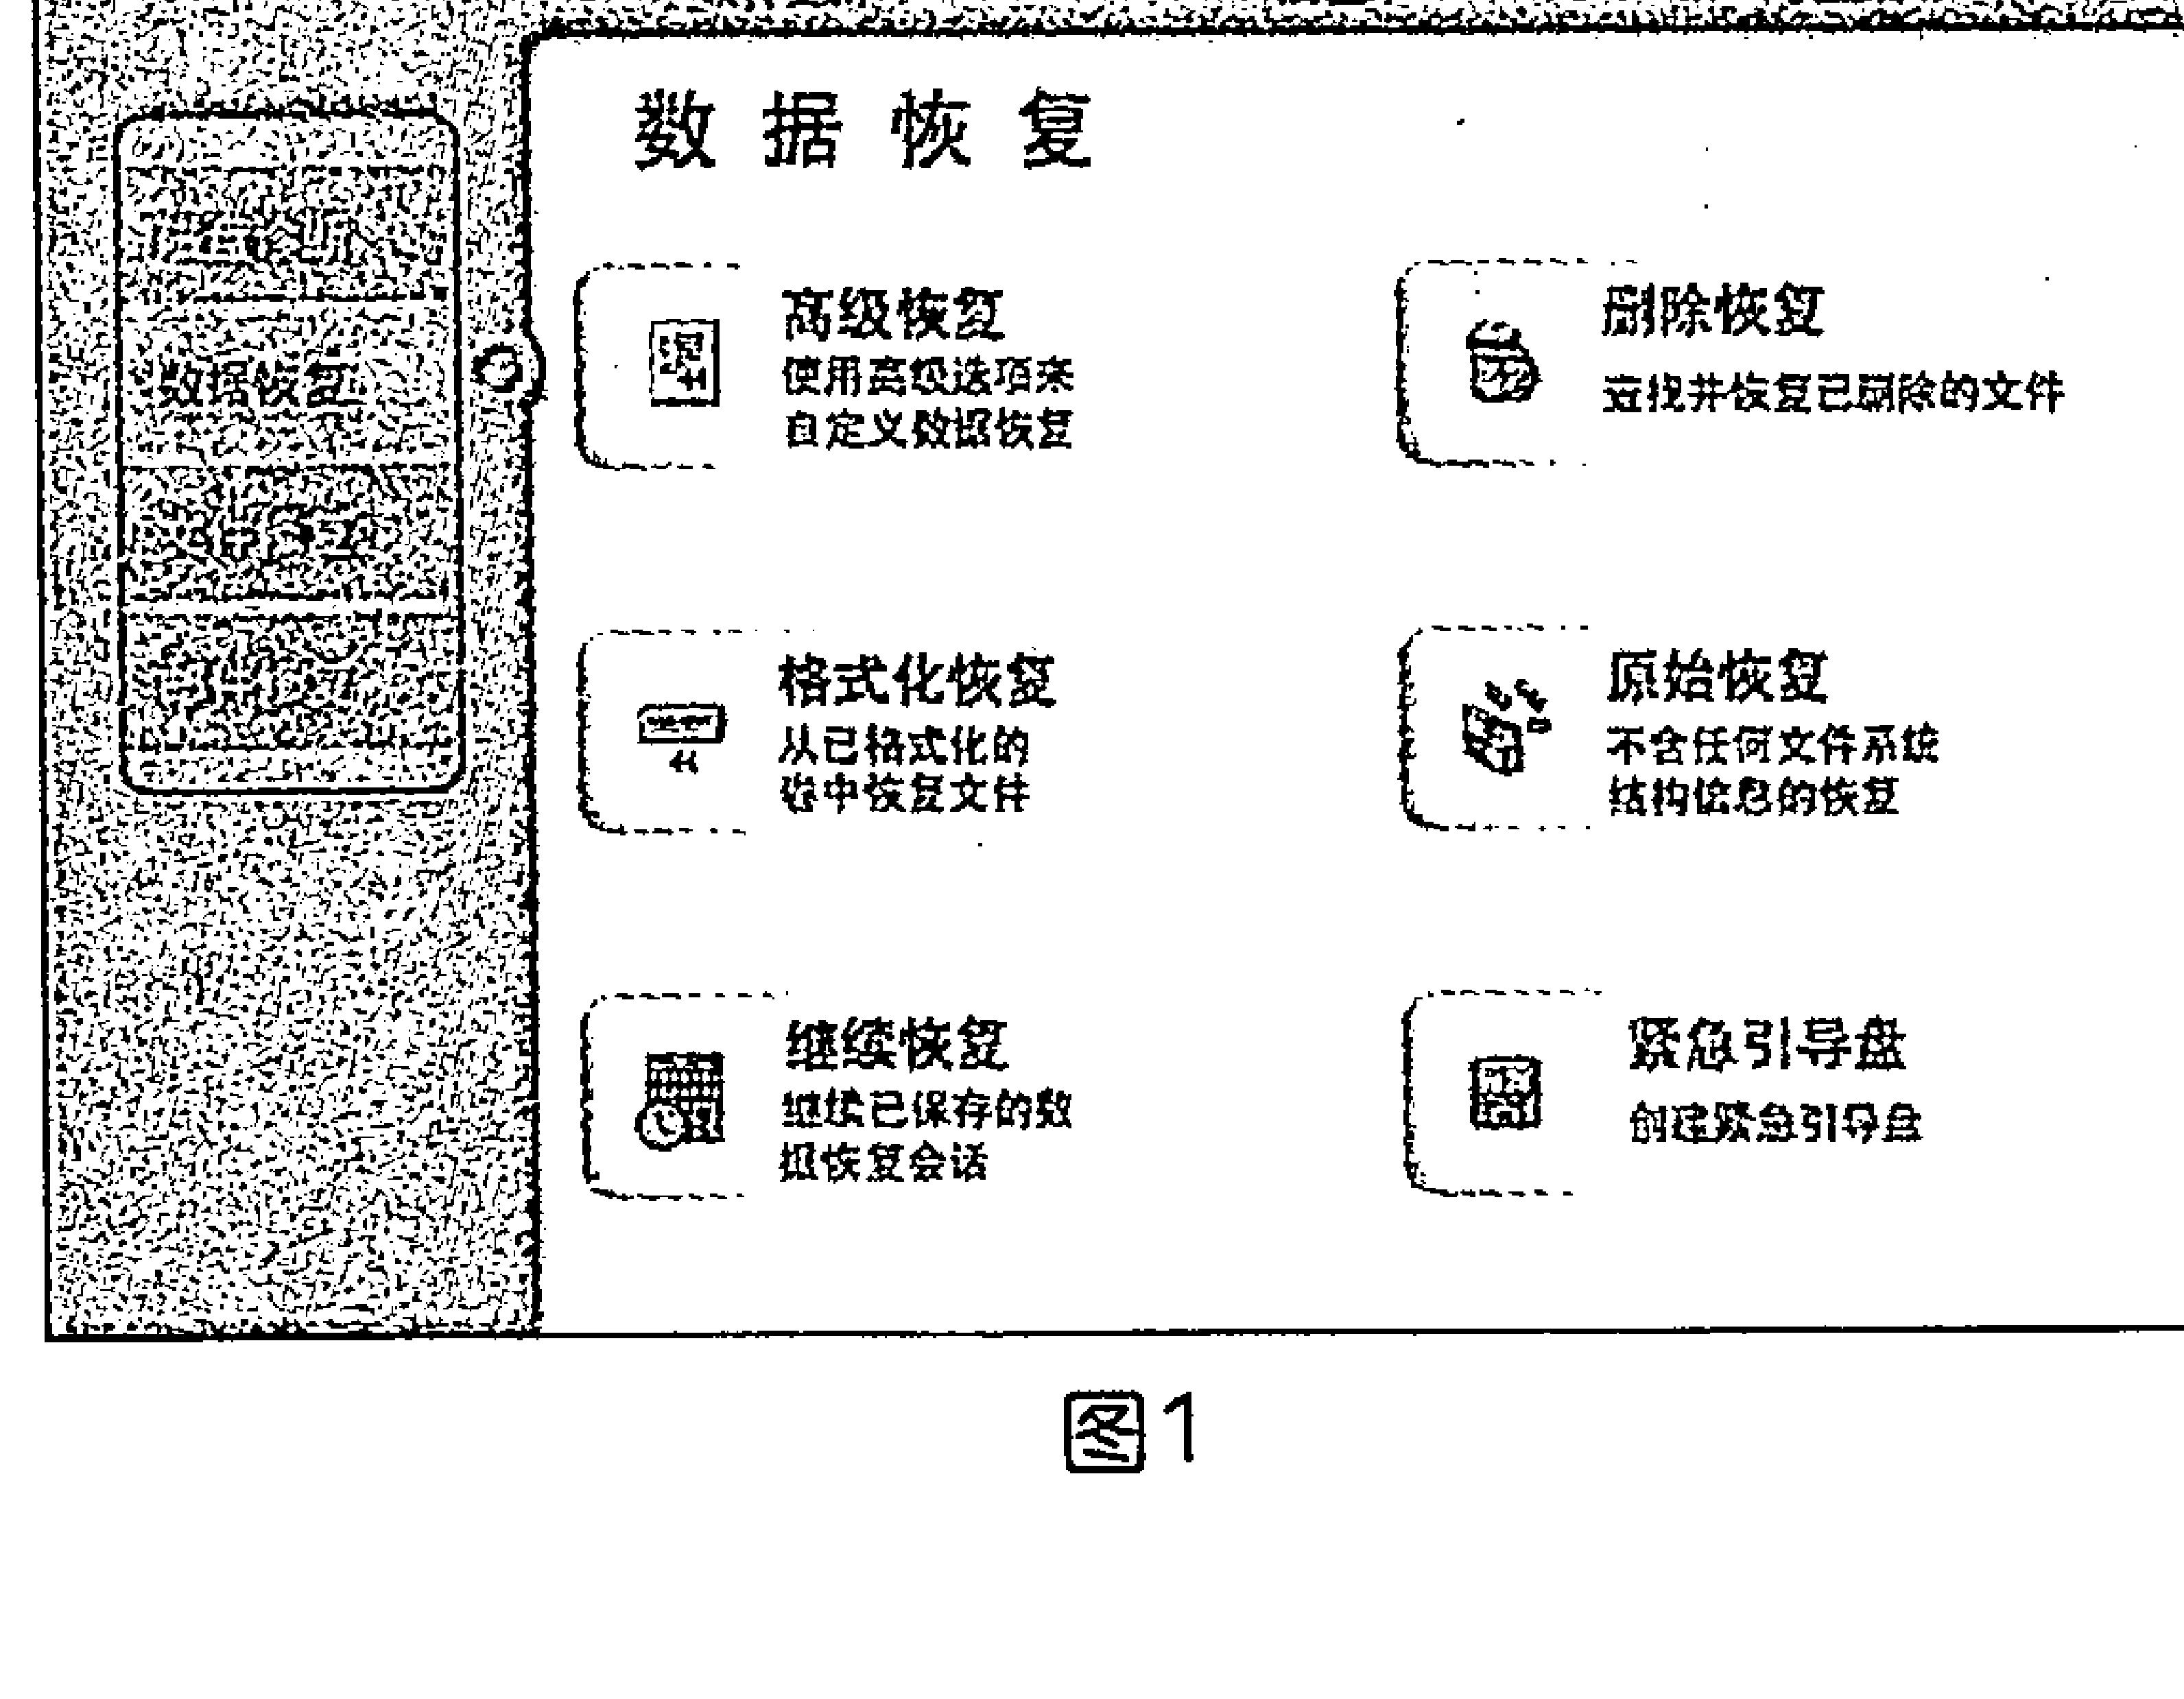 数据恢复
数据恢复
高级恢复
使用高级选项来
自定义数据恢复
删除恢复
查找并恢复已删除的文件
格式化恢复
从已格式化的
卷中恢复文件
原始恢复
不含任何文件系统
结构信息的恢复
继续恢复
继续已保存的数
据恢复会话
紧急引导盘
创建紧急引导盘
图1